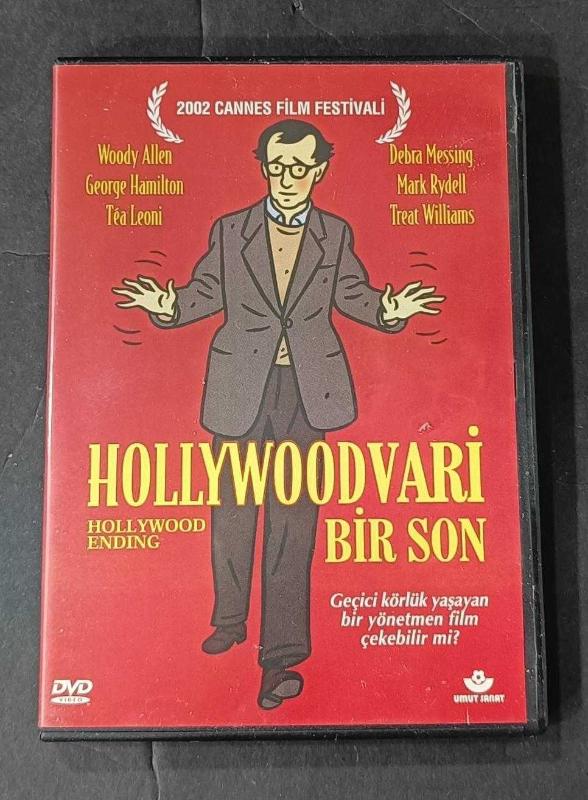 2002 CANNES FİLM FESTİVALİ
Woody Allen
George Hamilton
Téa Leoni
Debra Messing
Mark Rydell
Treat Williams
HOLLYWOODVARİ
HOLLYWOOD
ENDING
BİR SON
Geçici körlük yaşayan
bir yönetmen film
çekebilir mi?
DVD
VIDEO
UMUT SANAT